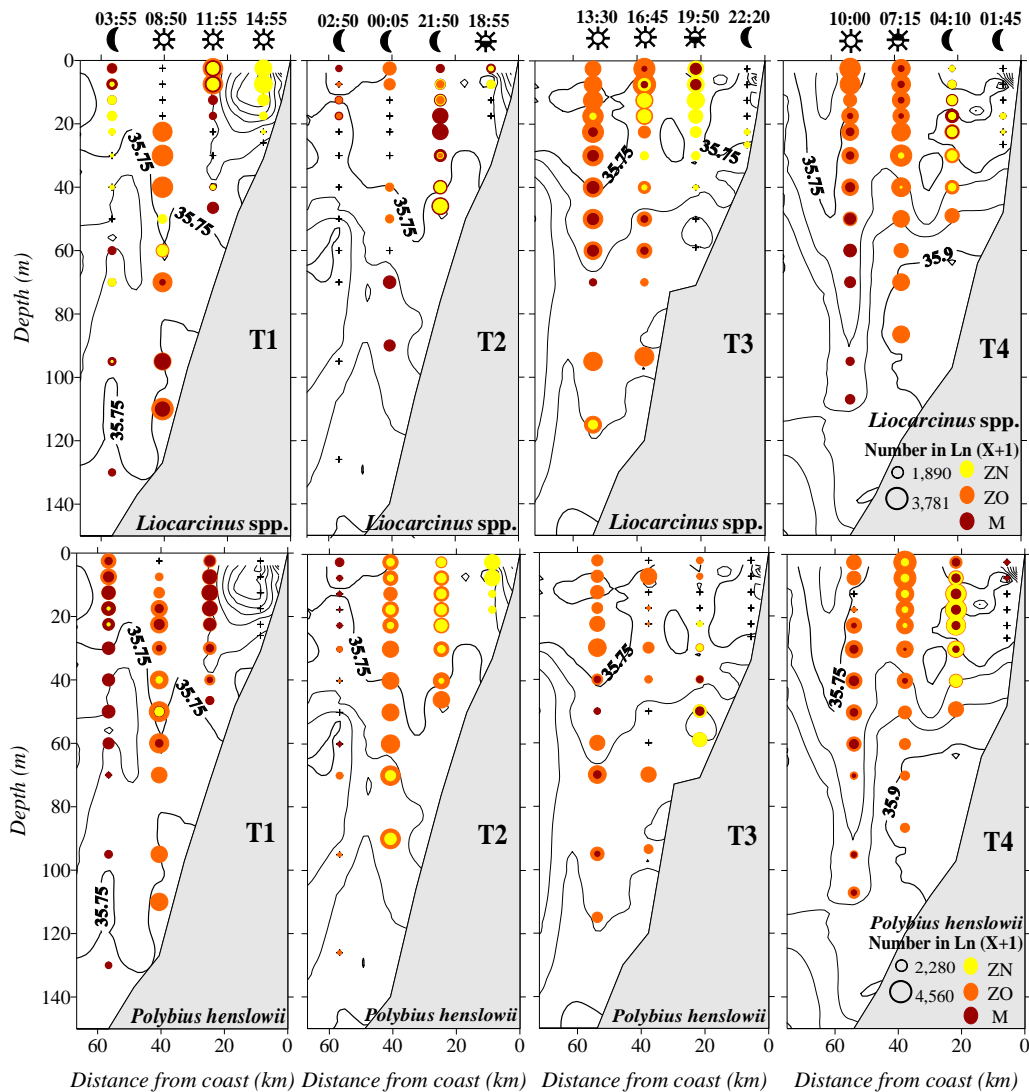 03:55 08:50 11:55 14:55 02:50 00:05 21:50 18:55 13:30 16:45 19:50 22:20 10:00 07:15 04:10 01:45
0
20
40
60
80
100
120
140
Depth (m)
35.75
35.75
35.75
T1
Liocarcinus spp.
35.75
T2
Liocarcinus spp.
35.75
35.75
T3
Liocarcinus spp.
35.75
35.9
T4
Liocarcinus spp.
Number in Ln (X+1)
1,890 ZN
3,781 ZO
M
0
20
40
60
80
100
120
140
Depth (m)
35.75
35.75
35.75
T1
Polybius henslowii
35.75
T2
Polybius henslowii
35.75
T3
Polybius henslowii
35.75
35.9
T4
Polybius henslowii
Number in Ln (X+1)
2,280 ZN
4,560 ZO
M
60 40 20 0 60 40 20 0 60 40 20 0 60 40 20 0
Distance from coast (km) Distance from coast (km) Distance from coast (km) Distance from coast (km)